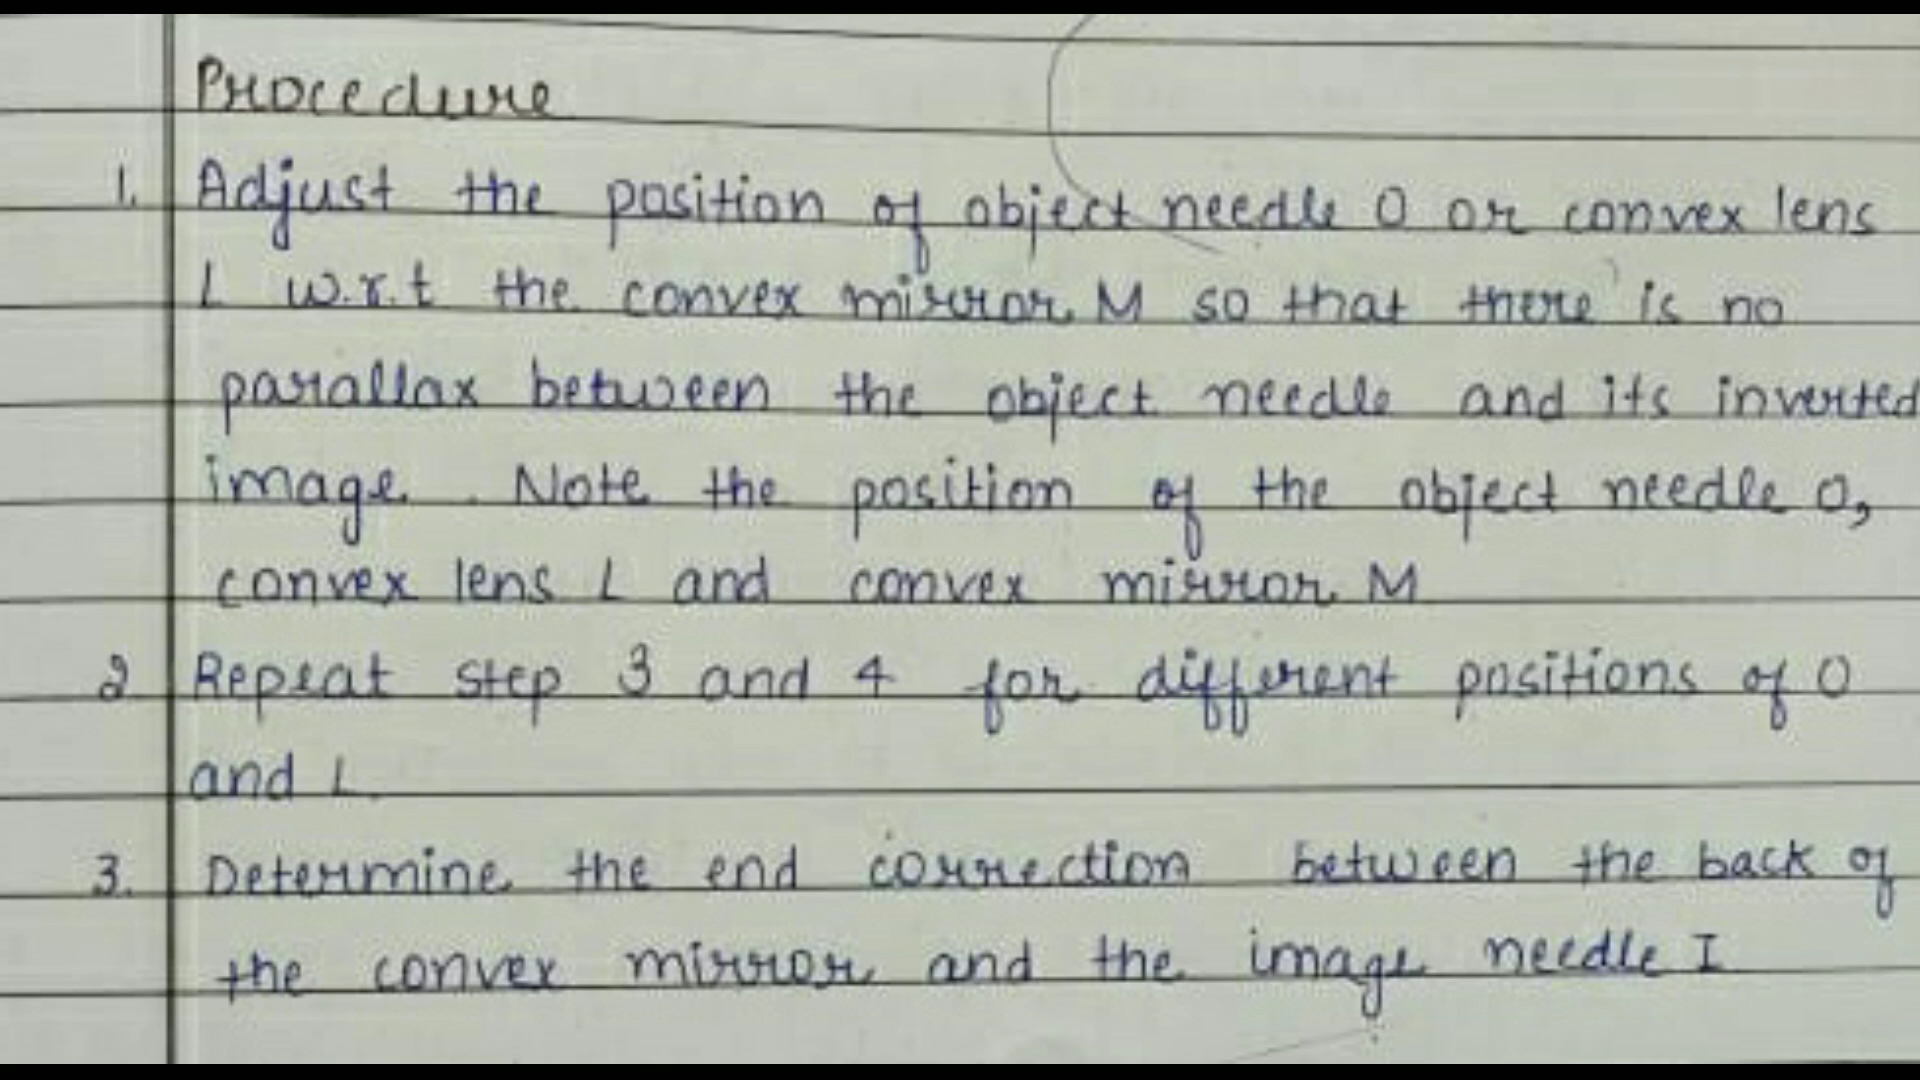 Procedure
1. Adjust the position of object needle O or convex lens
L w.r.t the convex mirror M so that there is no
parallax between the object needle and its inverted
image. Note the position of the object needle O,
convex lens L and convex mirror M
2 Repeat step 3 and 4 for different positions of O
and L.
3. Determine the end correction between the back of
the convex mirror and the image needle I